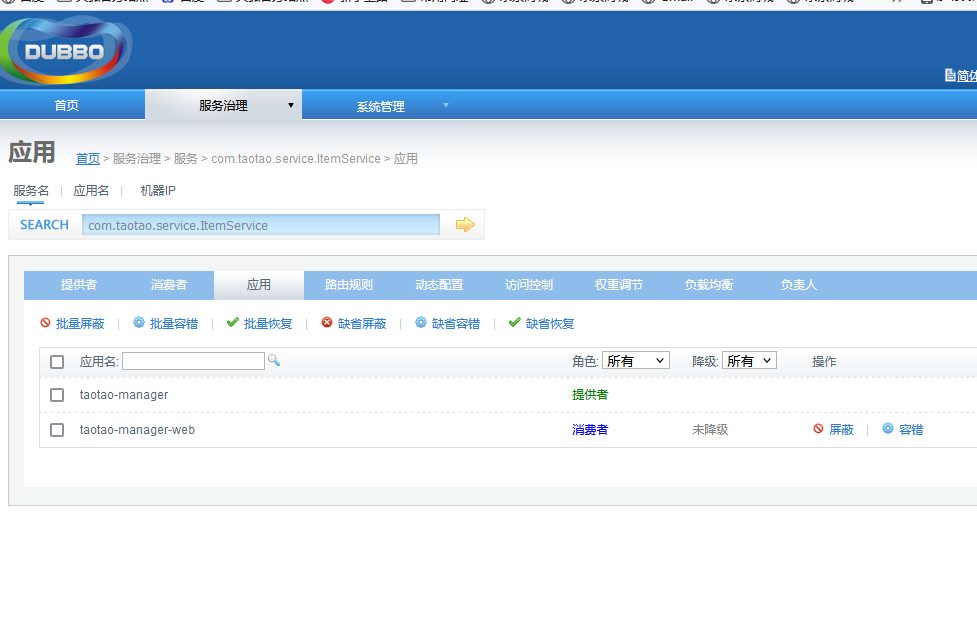 DUBBO
简体
首页 服务治理 系统管理
应用 首页 > 服务治理 > 服务 > com.taotao.service.ItemService > 应用
服务名 | 应用名 | 机器IP
SEARCH com.taotao.service.ItemService
提供者 消费者 应用 路由规则 动态配置 访问控制 权重调节 负载均衡 负责人
批量屏蔽 | 批量容错 | 批量恢复 | 缺省屏蔽 | 缺省容错 | 缺省恢复
应用名: 角色: 所有 降级: 所有 操作
taotao-manager 提供者
taotao-manager-web 消费者 未降级 屏蔽 | 容错